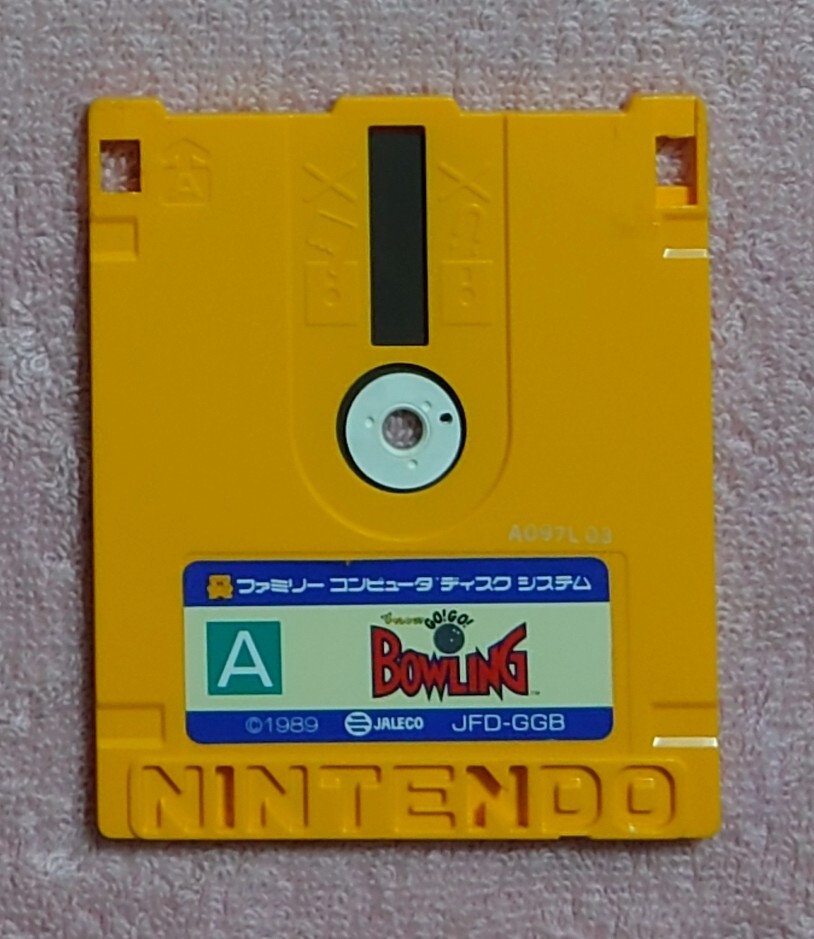 A
A097L 03
ファミリー コンピュータ ディスク システム
A
GO!GO!
BOWLING
™
©1989 JALECO JFD-GGB
NINTENDO